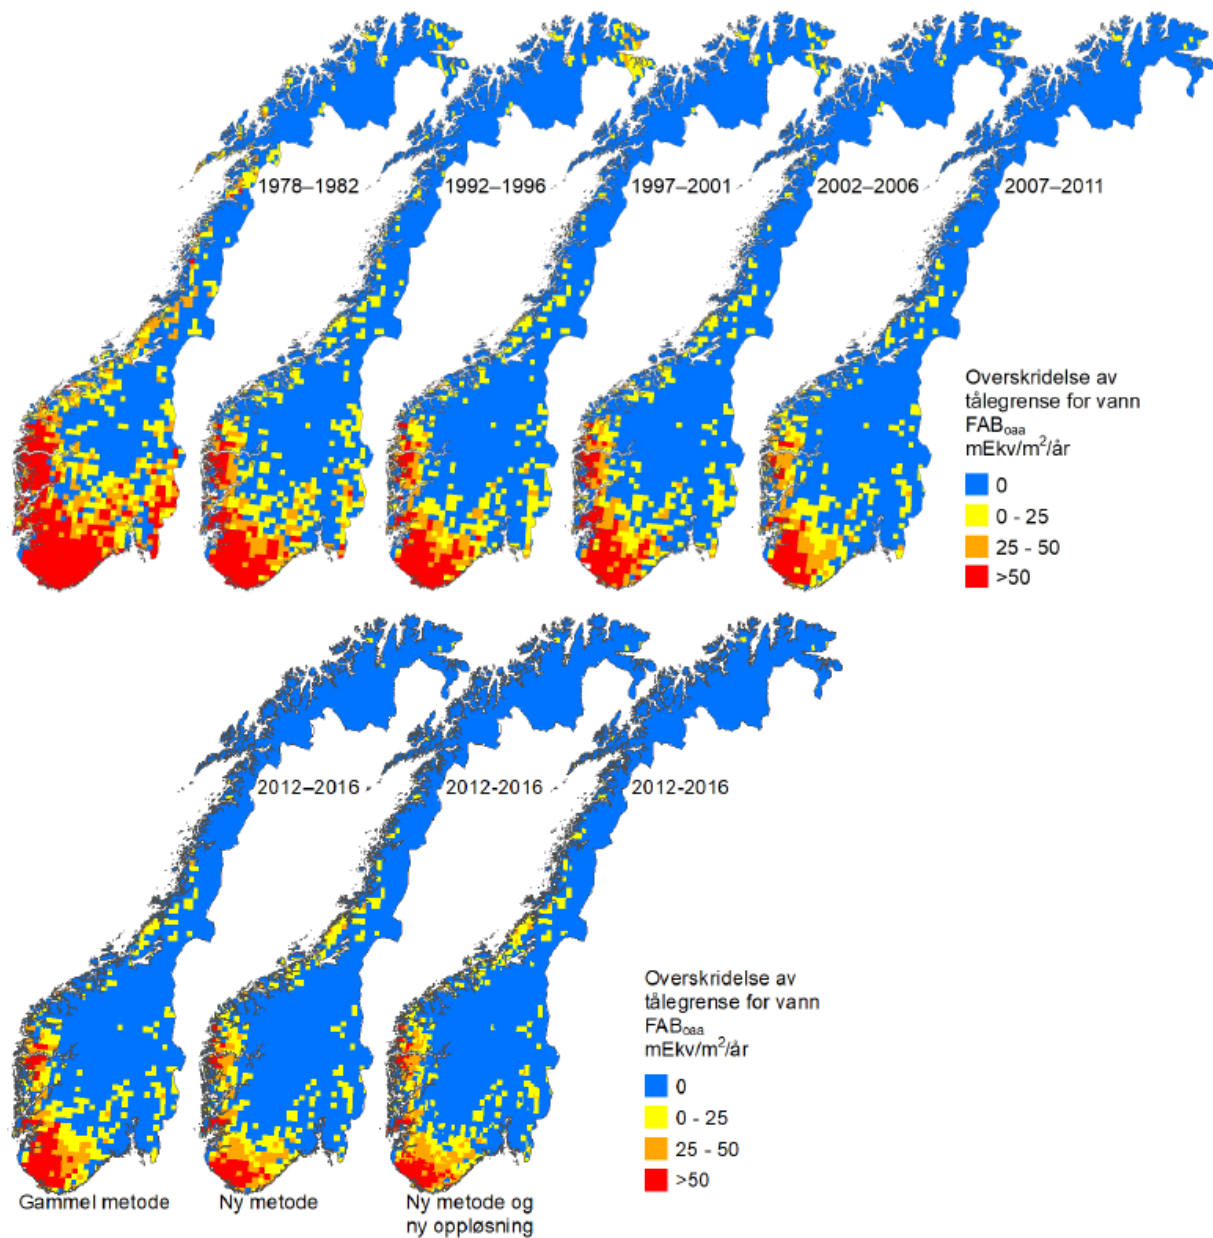 1978–1982
1992–1996
1997–2001
2002–2006
2007–2011
Overskridelse av
tålegrense for vann
FAB_oaa
mEkv/m²/år
0
0 - 25
25 - 50
>50
2012–2016
2012-2016
2012-2016
Overskridelse av
tålegrense for vann
FAB_oaa
mEkv/m²/år
0
0 - 25
25 - 50
>50
Gammel metode
Ny metode
Ny metode og
ny oppløsning